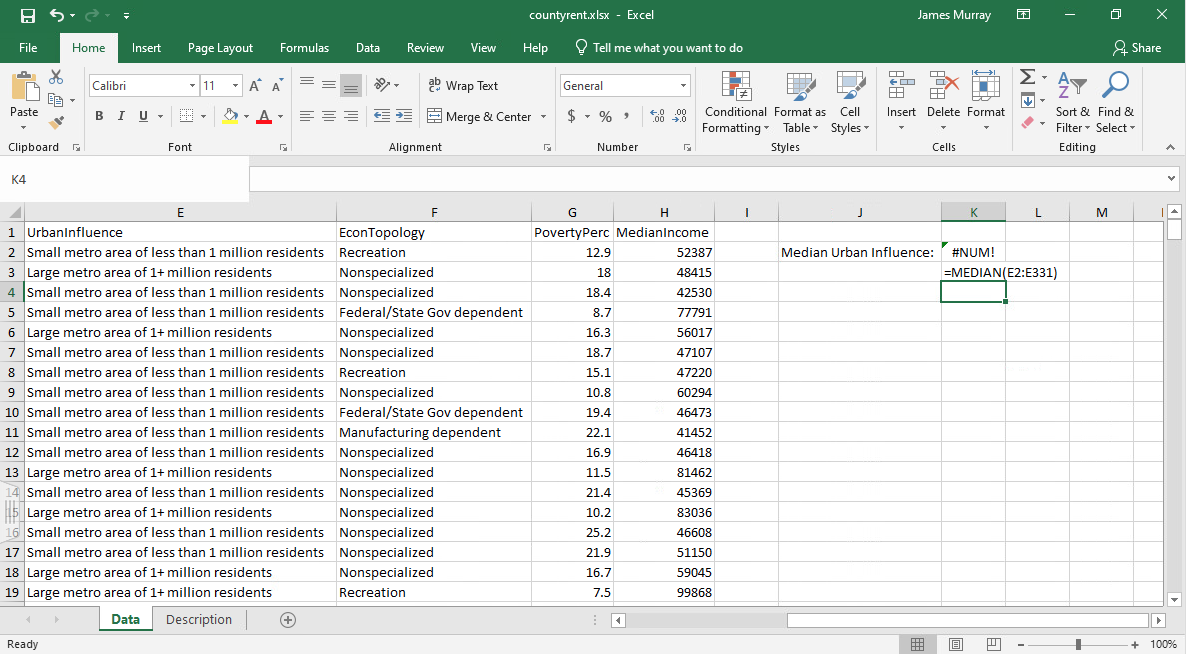 countyrent.xlsx - Excel
James Murray
File Home Insert Page Layout Formulas Data Review View Help Tell me what you want to do Share
Calibri 11 ab Wrap Text General
Paste B I U A Merge & Center $ % , Conditional Formatting Format as Table Cell Styles Insert Delete Format Sort & Filter Find & Select
Clipboard Font Alignment Number Styles Cells Editing
K4
E F G H I J K L M
1 UrbanInfluence EconTopology PovertyPerc MedianIncome
2 Small metro area of less than 1 million residents Recreation 12.9 52387 Median Urban Influence: #NUM!
3 Large metro area of 1+ million residents Nonspecialized 18 48415 =MEDIAN(E2:E331)
4 Small metro area of less than 1 million residents Nonspecialized 18.4 42530
5 Small metro area of less than 1 million residents Federal/State Gov dependent 8.7 77791
6 Large metro area of 1+ million residents Nonspecialized 16.3 56017
7 Small metro area of less than 1 million residents Nonspecialized 18.7 47107
8 Small metro area of less than 1 million residents Recreation 15.1 47220
9 Small metro area of less than 1 million residents Nonspecialized 10.8 60294
10 Small metro area of less than 1 million residents Federal/State Gov dependent 19.4 46473
11 Small metro area of less than 1 million residents Manufacturing dependent 22.1 41452
12 Small metro area of less than 1 million residents Nonspecialized 16.9 46418
13 Large metro area of 1+ million residents Nonspecialized 11.5 81462
14 Small metro area of less than 1 million residents Nonspecialized 21.4 45369
15 Large metro area of 1+ million residents Nonspecialized 10.2 83036
16 Small metro area of less than 1 million residents Nonspecialized 25.2 46608
17 Small metro area of less than 1 million residents Nonspecialized 21.9 51150
18 Large metro area of 1+ million residents Nonspecialized 16.7 59045
19 Large metro area of 1+ million residents Recreation 7.5 99868
Data Description
Ready 100%